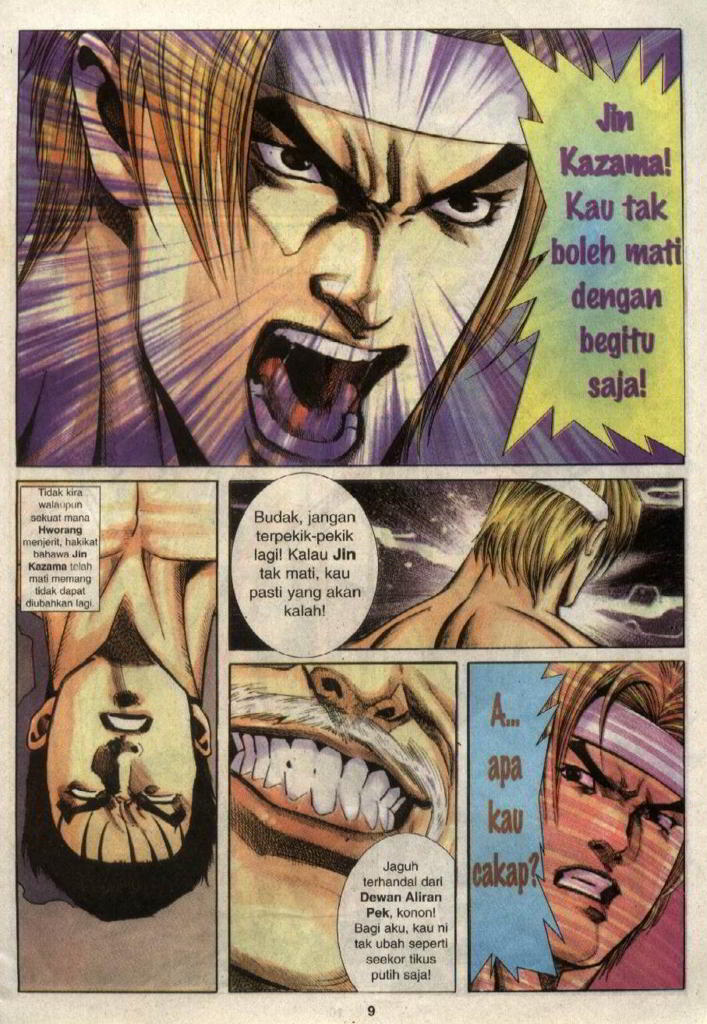 Jin
Kazama!
Kau tak
boleh mati
dengan
begitu
saja!
Tidak kira
walaupun
sekuat mana
Hworang
menjerit, hakikat
bahawa Jin
Kazama telah
mati memang
tidak dapat
diubahkan lagi.
Budak, jangan
terpekik-pekik
lagi! Kalau Jin
tak mati, kau
pasti yang akan
kalah!
Jaguh
terhandal dari
Dewan Aliran
Pek, konon!
Bagi aku, kau ni
tak ubah seperti
seekor tikus
putih saja!
A...
apa
kau
cakap?
9